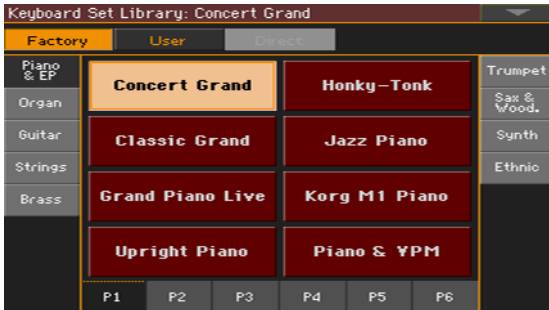 Keyboard Set Library: Concert Grand
Factory
User
Direct
Piano
& EP
Organ
Guitar
Strings
Brass
Concert Grand
Honky-Tonk
Classic Grand
Jazz Piano
Grand Piano Live
Korg M1 Piano
Upright Piano
Piano & VPM
Trumpet
Sax &
Wood.
Synth
Ethnic
P1
P2
P3
P4
P5
P6